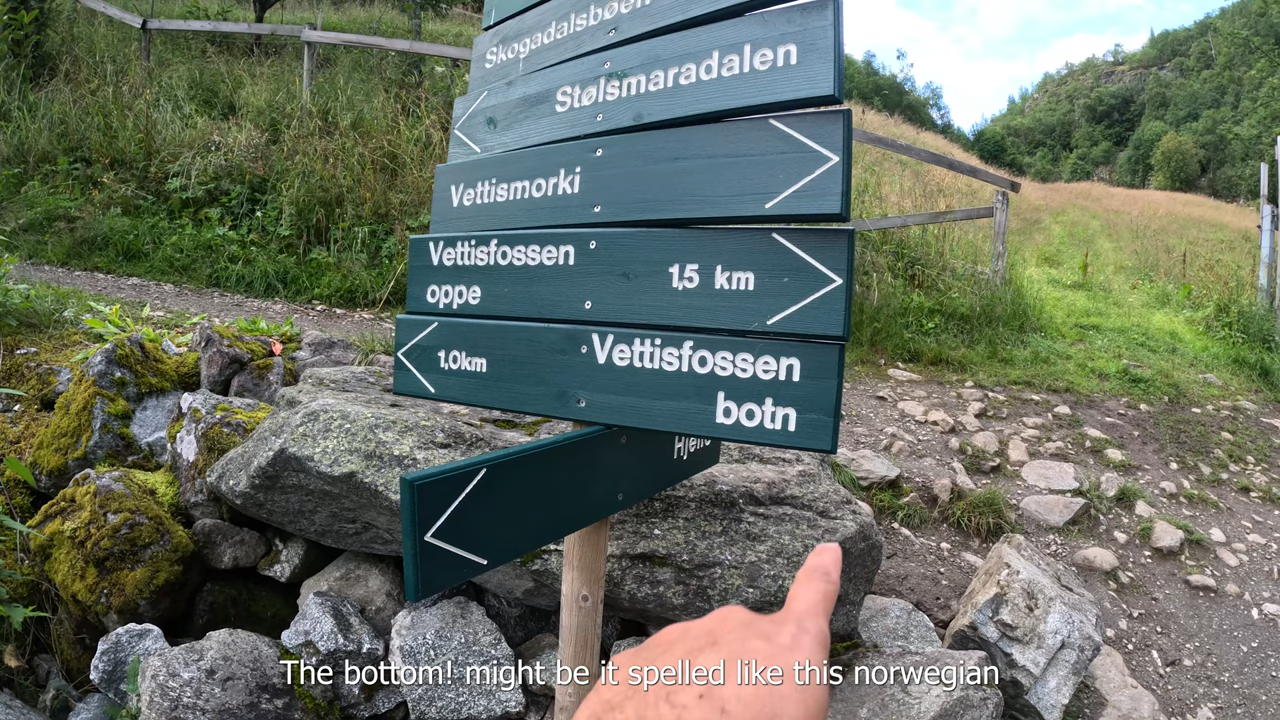 Skogadalsbøen
Stølsmaradalen
Vettismorki
Vettisfossen
oppe
1,5 km
1,0km
Vettisfossen
botn
The bottom! might be it spelled like this norwegian